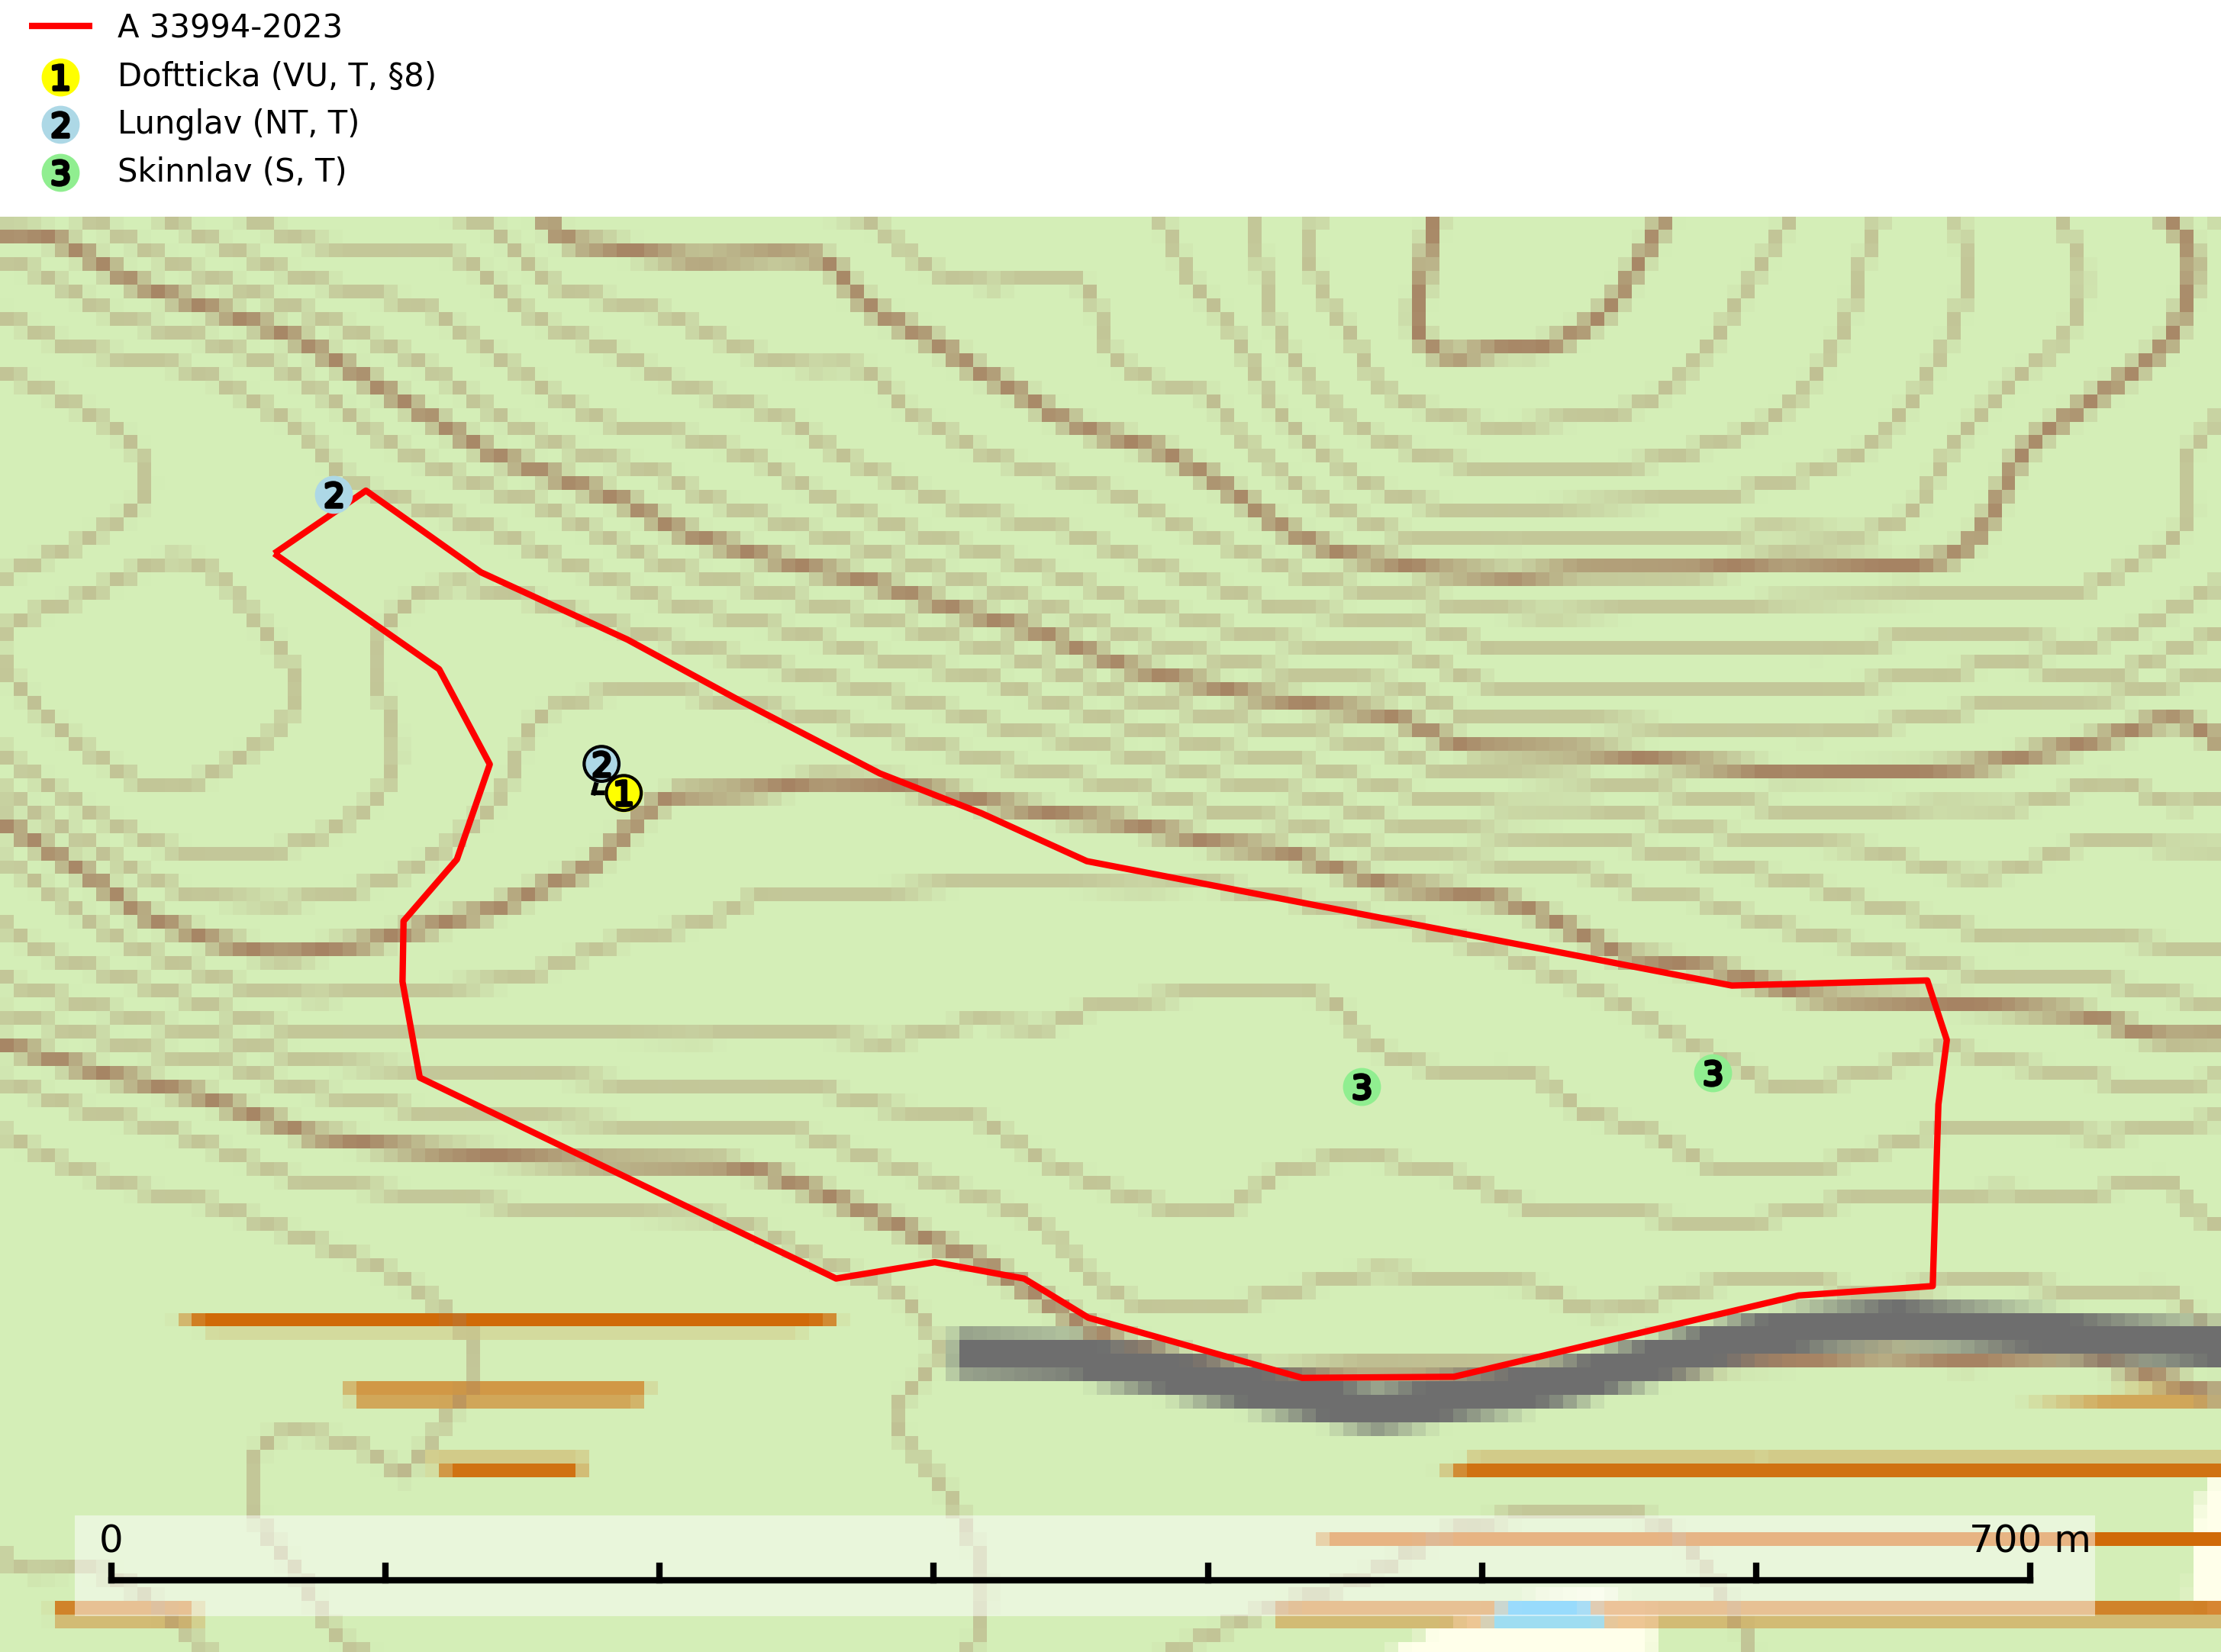 A 33994-2023
1 Doftticka (VU, T, §8)
2 Lunglav (NT, T)
3 Skinnlav (S, T)
2
2
1
3
3
0 700 m